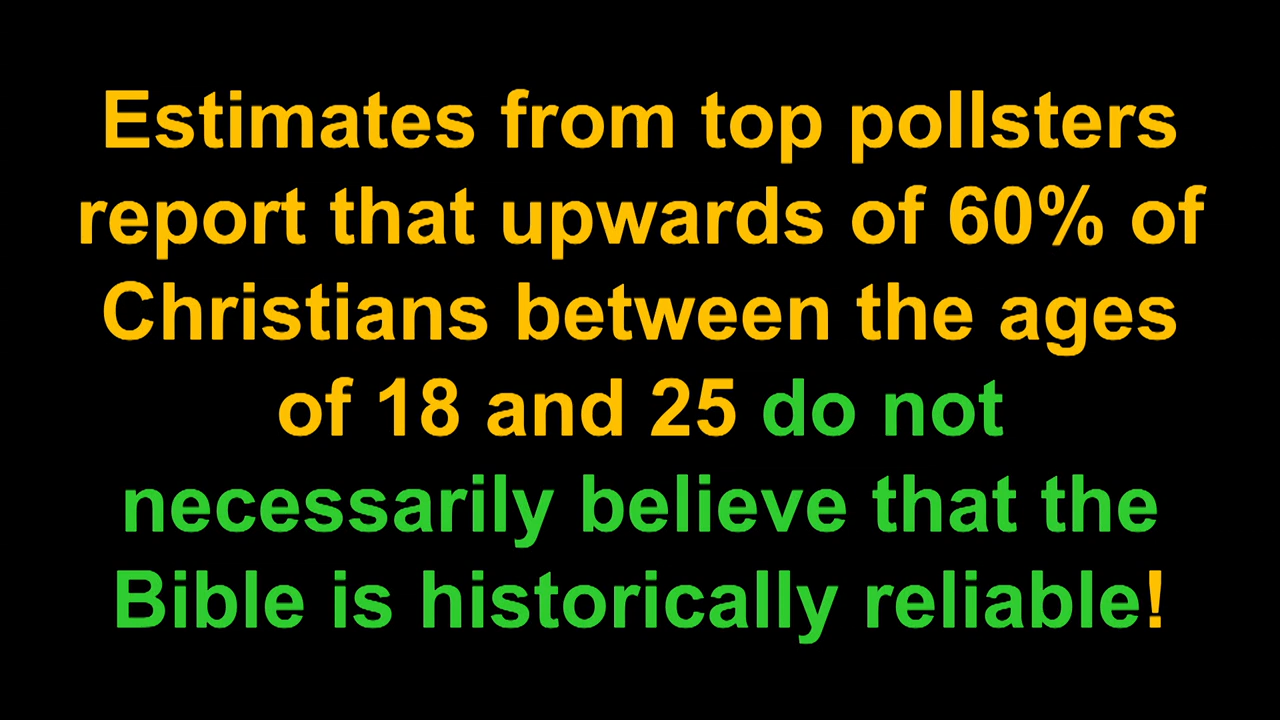 Estimates from top pollsters
report that upwards of 60% of
Christians between the ages
of 18 and 25 do not
necessarily believe that the
Bible is historically reliable!